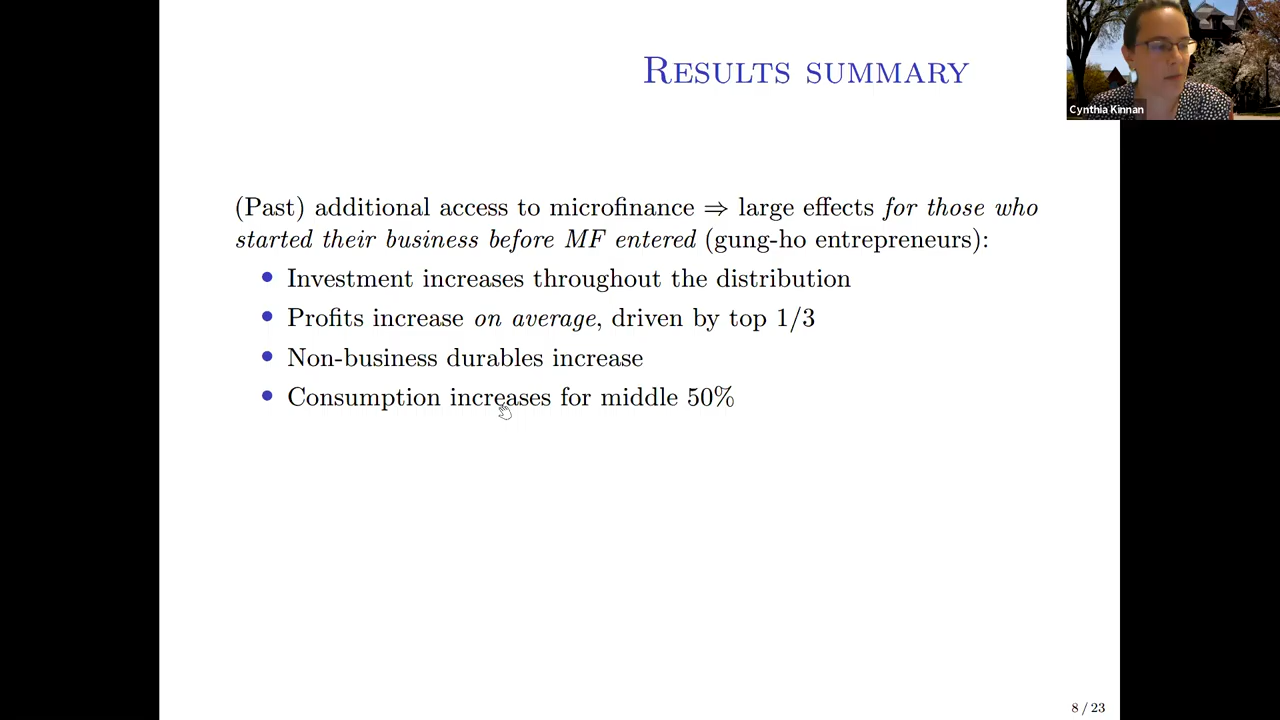 RESULTS SUMMARY
Cynthia Kinnan
(Past) additional access to microfinance ⇒ large effects for those who
started their business before MF entered (gung-ho entrepreneurs):
• Investment increases throughout the distribution
• Profits increase on average, driven by top 1/3
• Non-business durables increase
• Consumption increases for middle 50%
8 / 23